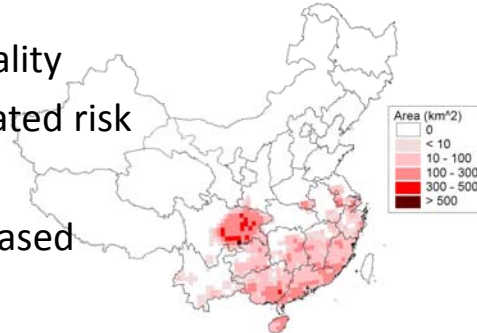 ality
ated risk
ased
Area (km^2)
0
< 10
10 - 100
100 - 300
300 - 500
> 500